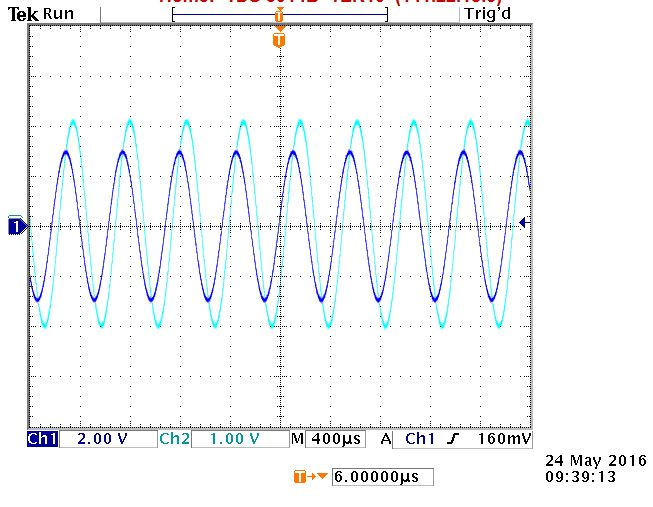 Tek Run Trig'd
T
T
1
Ch1 2.00 V Ch2 1.00 V M 400µs A Ch1 160mV
T 6.00000µs
24 May 2016
09:39:13